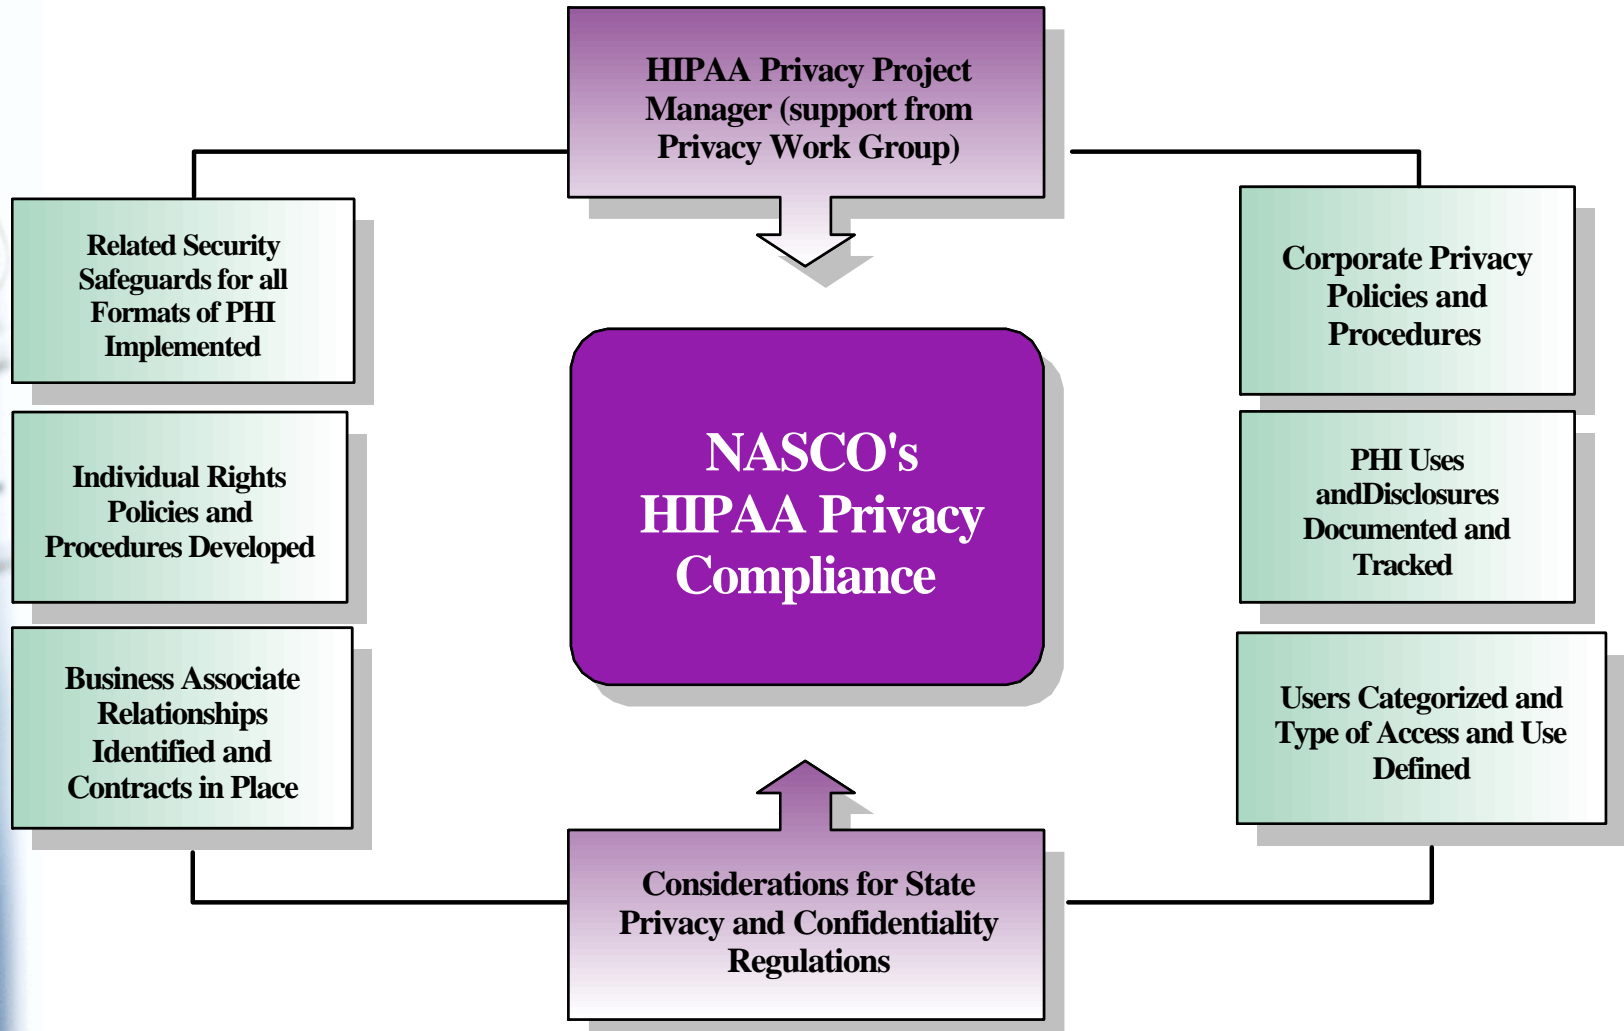 HIPAA Privacy Project
Manager (support from
Privacy Work Group)
Related Security
Safeguards for all
Formats of PHI
Implemented
Individual Rights
Policies and
Procedures Developed
Business Associate
Relationships
Identified and
Contracts in Place
NASCO's
HIPAA Privacy
Compliance
Corporate Privacy
Policies and
Procedures
PHI Uses
andDisclosures
Documented and
Tracked
Users Categorized and
Type of Access and Use
Defined
Considerations for State
Privacy and Confidentiality
Regulations